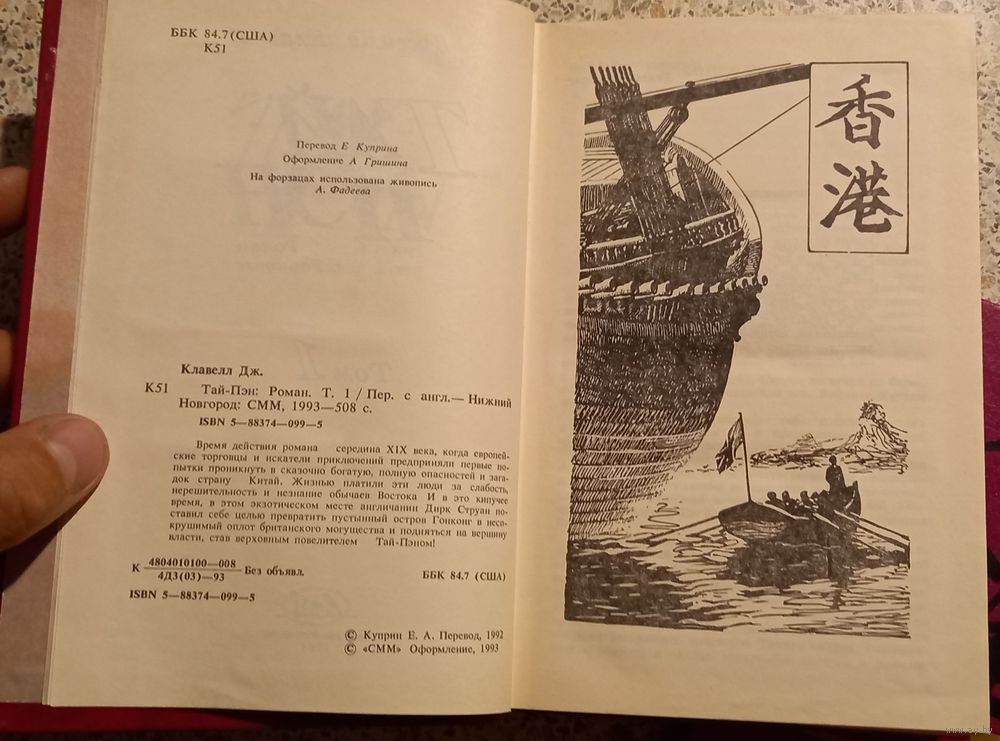 ББК 84.7(США)
К51
Перевод Е Куприна
Оформление А Гришина
На форзацах использована живопись
А. Фадеева
Клавелл Дж.
К51 Тай-Пэн: Роман. Т. 1 / Пер. с англ.— Нижний
Новгород: СММ, 1993—508 с.
ISBN 5—88374—099—5
Время действия романа середина XIX века, когда европей-
ские торговцы и искатели приключений предприняли первые по-
пытки проникнуть в сказочно богатую, полную опасностей и зага-
док страну Китай. Жизнью платили эти люди за слабость,
нерешительность и незнание обычаев Востока И в это кипучее
время, в этом экзотическом месте англичанин Дирк Струан по-
ставил себе целью превратить пустынный остров Гонконг в несо-
крушимый оплот британского могущества и подняться на вершину
власти, став верховным повелителем Тай-Пэном!
К 4804010100—008
4Д3(03)—93 Без объявл.
ББК 84.7 (США)
ISBN 5—88374—099—5
© Куприн Е. А. Перевод, 1992
© «СММ» Оформление, 1993
香
港